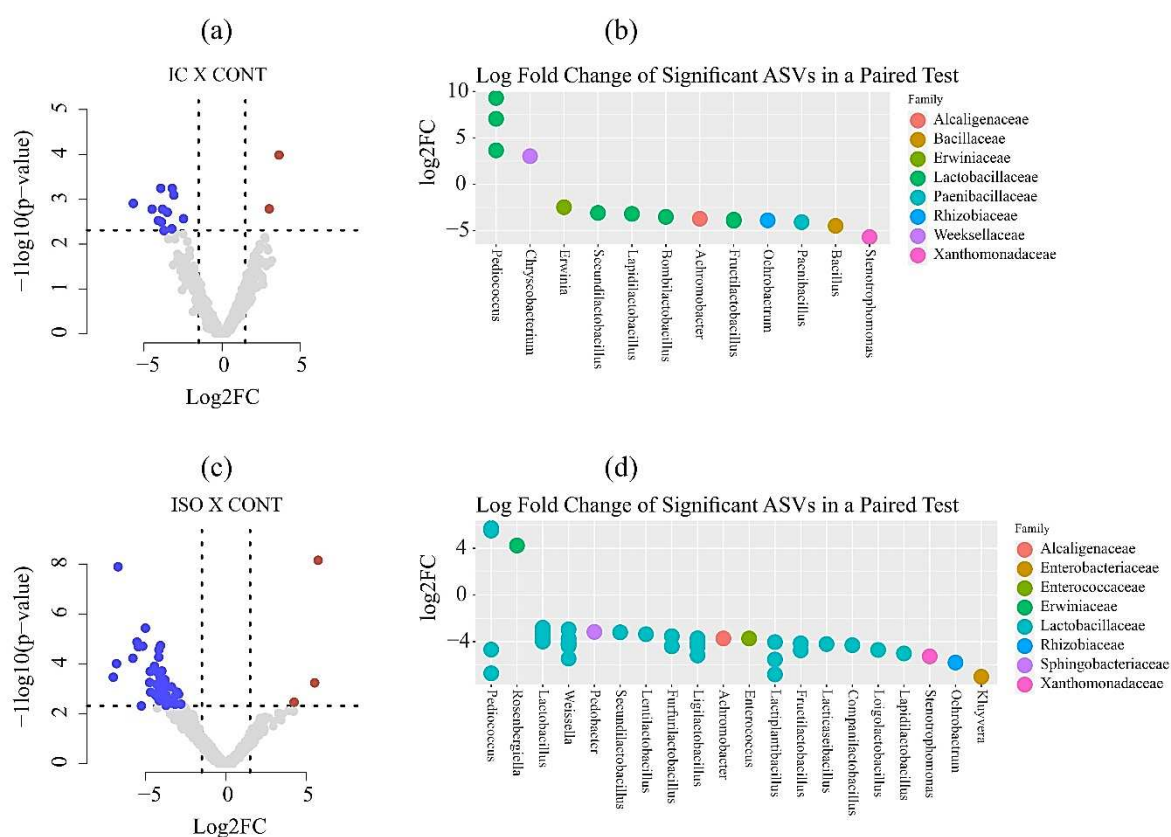 (a)
IC X CONT
−1log10(p−value)
5
4
3
2
1
0
−5
0
5
Log2FC
(b)
Log Fold Change of Significant ASVs in a Paired Test
log2FC
10
5
0
−5
Pediococcus
Chryscobacterium
Erwinia
Secundilactobacillus
Lapidilactobacillus
Bombilactobacillus
Achromobacter
Fructilactobacillus
Ochrobactrum
Paenibacillus
Bacillus
Stenotrophomonas
Family
Alcaligenaceae
Bacillaceae
Erwiniaceae
Lactobacillaceae
Paenibacillaceae
Rhizobiaceae
Weeksellaceae
Xanthomonadaceae
(c)
ISO X CONT
−1log10(p−value)
8
6
4
2
0
−5
0
5
Log2FC
(d)
Log Fold Change of Significant ASVs in a Paired Test
log2FC
4
0
−4
Pediococcus
Rosenbergiella
Lactobacillus
Weissella
Pedobacter
Secundilactobacillus
Lentilactobacillus
Furfurilactobacillus
Ligilactobacillus
Achromobacter
Enterococcus
Lactiplantibacillus
Fructilactobacillus
Lacticaseibacillus
Companilactobacillus
Loigolactobacillus
Lapidilactobacillus
Stenotrophomonas
Ochrobactrum
Kluyvera
Family
Alcaligenaceae
Enterobacteriaceae
Enterococcaceae
Erwiniaceae
Lactobacillaceae
Rhizobiaceae
Sphingobacteriaceae
Xanthomonadaceae